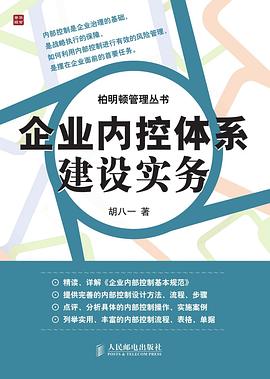 内部控制是企业治理的基础，
是战略执行的保障，
如何利用内部控制进行有效的风险管理，
是摆在企业面前的首要任务。
柏明顿管理丛书
企业内控体系
建设实务
胡八一 著
精读、详解《企业内部控制基本规范》
提供完善的内部控制设计方法、流程、步骤
点评、分析具体的内部控制操作、实施案例
列举实用、丰富的内部控制流程、表格、单据
人民邮电出版社
POSTS & TELECOM PRESS